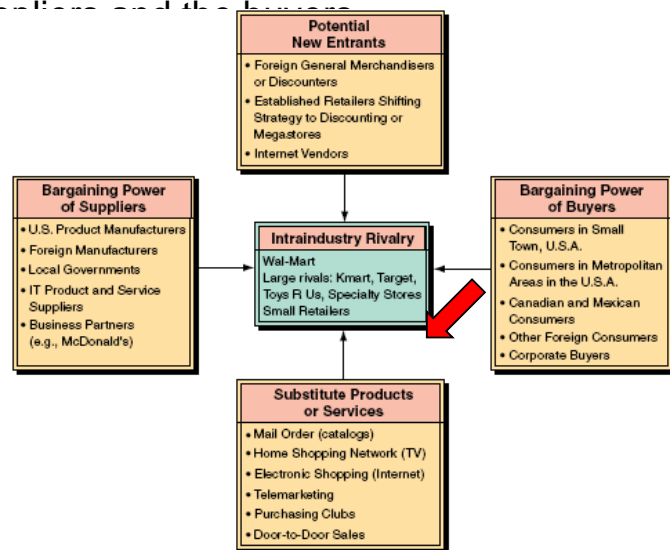 ppliers and the buyers
Potential
New Entrants
• Foreign General Merchandisers
or Discounters
• Established Retailers Shifting
Strategy to Discounting or
Megastores
• Internet Vendors
Bargaining Power
of Suppliers
• U.S. Product Manufacturers
• Foreign Manufacturers
• Local Governments
• IT Product and Service
Suppliers
• Business Partners
(e.g., McDonald's)
Intraindustry Rivalry
Wal-Mart
Large rivals: Kmart, Target,
Toys R Us, Specialty Stores
Small Retailers
Bargaining Power
of Buyers
• Consumers in Small
Town, U.S.A.
• Consumers in Metropolitan
Areas in the U.S.A.
• Canadian and Mexican
Consumers
• Other Foreign Consumers
• Corporate Buyers
Substitute Products
or Services
• Mail Order (catalogs)
• Home Shopping Network (TV)
• Electronic Shopping (Internet)
• Telemarketing
• Purchasing Clubs
• Door-to-Door Sales